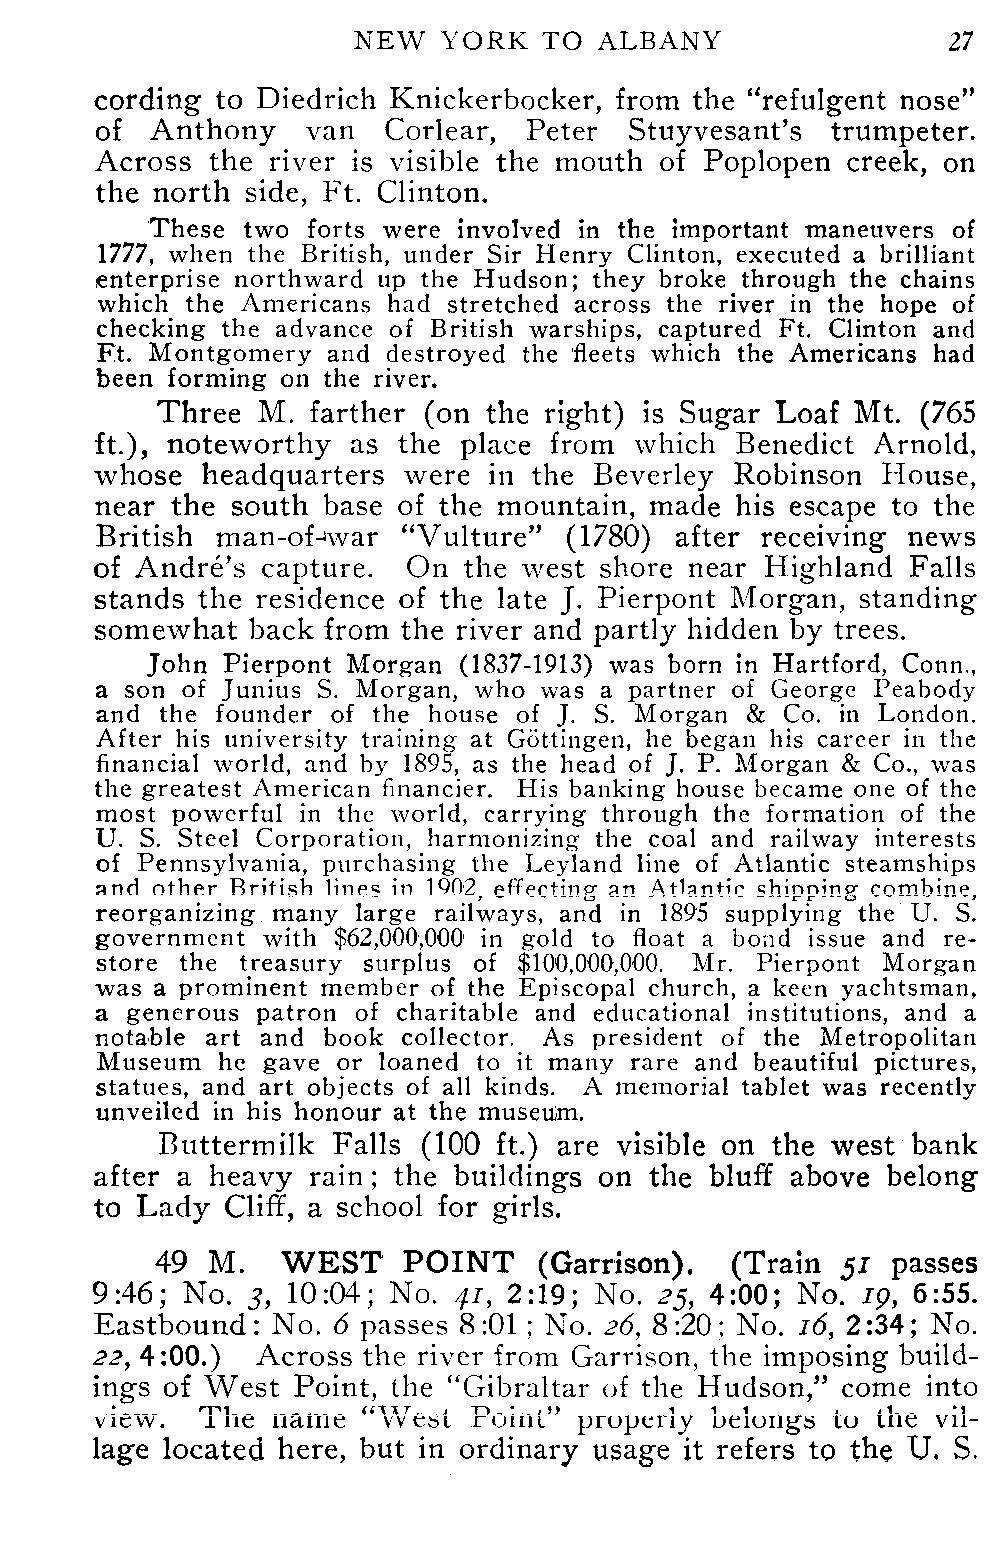 NEW YORK TO ALBANY 27
cording to Diedrich Knickerbocker, from the “refulgent nose”
of Anthony van Corlear, Peter Stuyvesant’s trumpeter.
Across the river is visible the mouth of Poplopen creek, on
the north side, Ft. Clinton.
These two forts were involved in the important maneuvers of
1777, when the British, under Sir Henry Clinton, executed a brilliant
enterprise northward up the Hudson; they broke through the chains
which the Americans had stretched across the river in the hope of
checking the advance of British warships, captured Ft. Clinton and
Ft. Montgomery and destroyed the fleets which the Americans had
been forming on the river.
Three M. farther (on the right) is Sugar Loaf Mt. (765
ft.), noteworthy as the place from which Benedict Arnold,
whose headquarters were in the Beverley Robinson House,
near the south base of the mountain, made his escape to the
British man-of-war “Vulture” (1780) after receiving news
of André’s capture. On the west shore near Highland Falls
stands the residence of the late J. Pierpont Morgan, standing
somewhat back from the river and partly hidden by trees.
John Pierpont Morgan (1837-1913) was born in Hartford, Conn.,
a son of Junius S. Morgan, who was a partner of George Peabody
and the founder of the house of J. S. Morgan & Co. in London.
After his university training at Göttingen, he began his career in the
financial world, and by 1895, as the head of J. P. Morgan & Co., was
the greatest American financier. His banking house became one of the
most powerful in the world, carrying through the formation of the
U. S. Steel Corporation, harmonizing the coal and railway interests
of Pennsylvania, purchasing the Leyland line of Atlantic steamships
and other British lines in 1902, effecting an Atlantic shipping combine,
reorganizing many large railways, and in 1895 supplying the U. S.
government with $62,000,000 in gold to float a bond issue and re-
store the treasury surplus of $100,000,000. Mr. Pierpont Morgan
was a prominent member of the Episcopal church, a keen yachtsman,
a generous patron of charitable and educational institutions, and a
notable art and book collector. As president of the Metropolitan
Museum he gave or loaned to it many rare and beautiful pictures,
statues, and art objects of all kinds. A memorial tablet was recently
unveiled in his honour at the museum.
Buttermilk Falls (100 ft.) are visible on the west bank
after a heavy rain; the buildings on the bluff above belong
to Lady Cliff, a school for girls.
49 M. WEST POINT (Garrison). (Train 51 passes
9:46; No. 3, 10:04; No. 41, 2:19; No. 25, 4:00; No. 19, 6:55.
Eastbound: No. 6 passes 8:01; No. 26, 8:20; No. 16, 2:34; No.
22, 4:00.) Across the river from Garrison, the imposing build-
ings of West Point, the “Gibraltar of the Hudson,” come into
view. The name “West Point” properly belongs to the vil-
lage located here, but in ordinary usage it refers to the U. S.